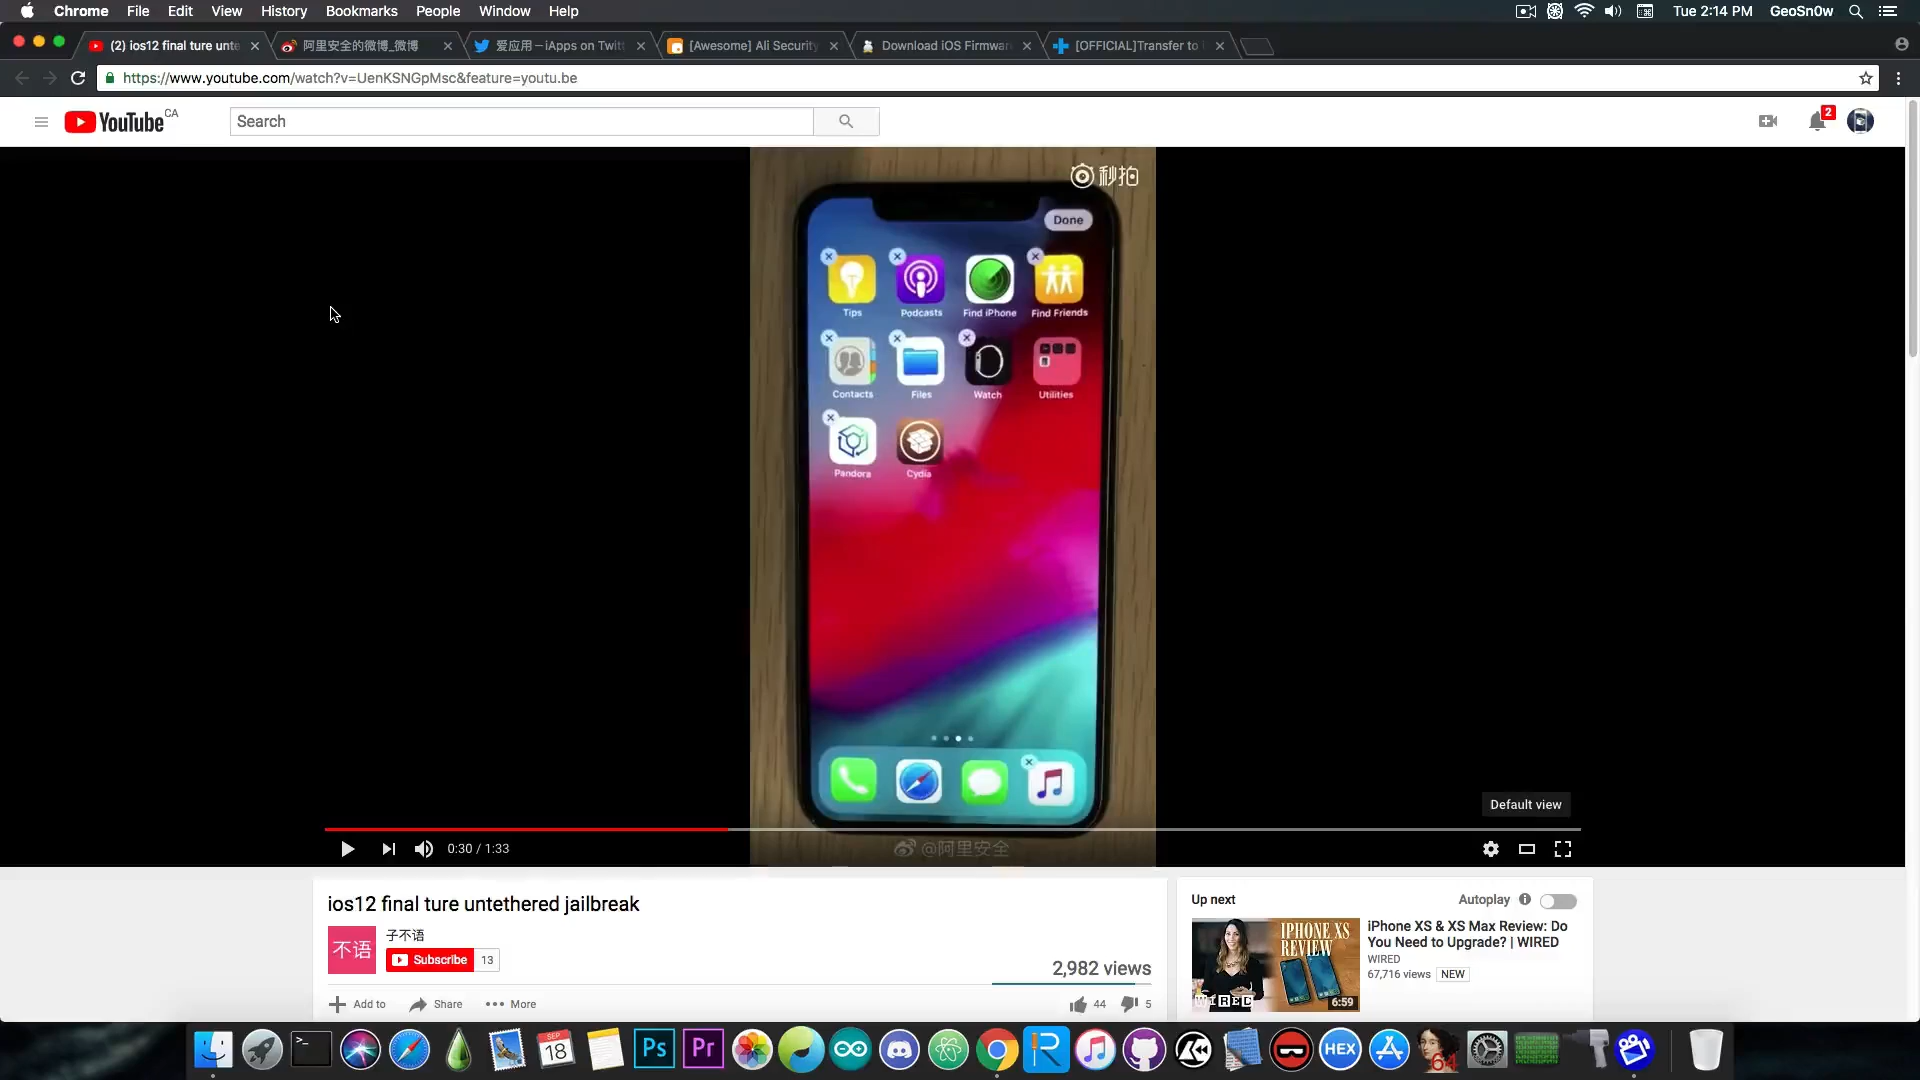 Chrome File Edit View History Bookmarks People Window Help Tue 2:14 PM GeoSn0w
(2) ios12 final ture unte 阿里安全的微博_微博 爱应用－iApps on Twitt [Awesome] Ali Security Download iOS Firmwar [OFFICIAL]Transfer to
https://www.youtube.com/watch?v=UenKSNGpMsc&feature=youtu.be
YouTube CA Search 2
秒拍
Done
Tips Podcasts Find iPhone Find Friends
Contacts Files Watch Utilities
Pandora Cydia
Default view
0:30 / 1:33
@阿里安全
ios12 final ture untethered jailbreak
不语
子不语
Subscribe 13
2,982 views
Add to Share More 44 5
Up next Autoplay
IPHONE XS
REVIEW
WIRED
6:59
iPhone XS & XS Max Review: Do
You Need to Upgrade? | WIRED
WIRED
67,716 views NEW
SEP
18
Ps Pr HEX 64